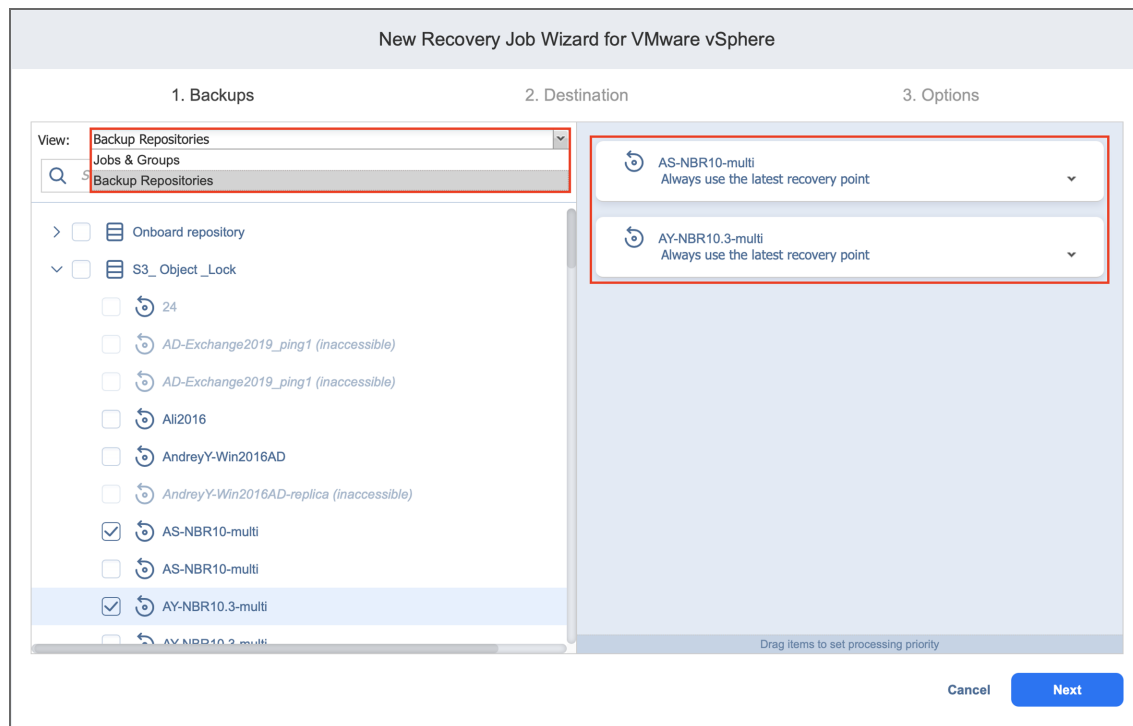 New Recovery Job Wizard for VMware vSphere
1. Backups
2. Destination
3. Options
View:
Backup Repositories
Jobs & Groups
Backup Repositories
Onboard repository
S3_ Object _Lock
24
AD-Exchange2019_ping1 (inaccessible)
AD-Exchange2019_ping1 (inaccessible)
Ali2016
AndreyY-Win2016AD
AndreyY-Win2016AD-replica (inaccessible)
AS-NBR10-multi
AS-NBR10-multi
AY-NBR10.3-multi
AY-NBR10.3-multi
AS-NBR10-multi
Always use the latest recovery point
AY-NBR10.3-multi
Always use the latest recovery point
Drag items to set processing priority
Cancel
Next